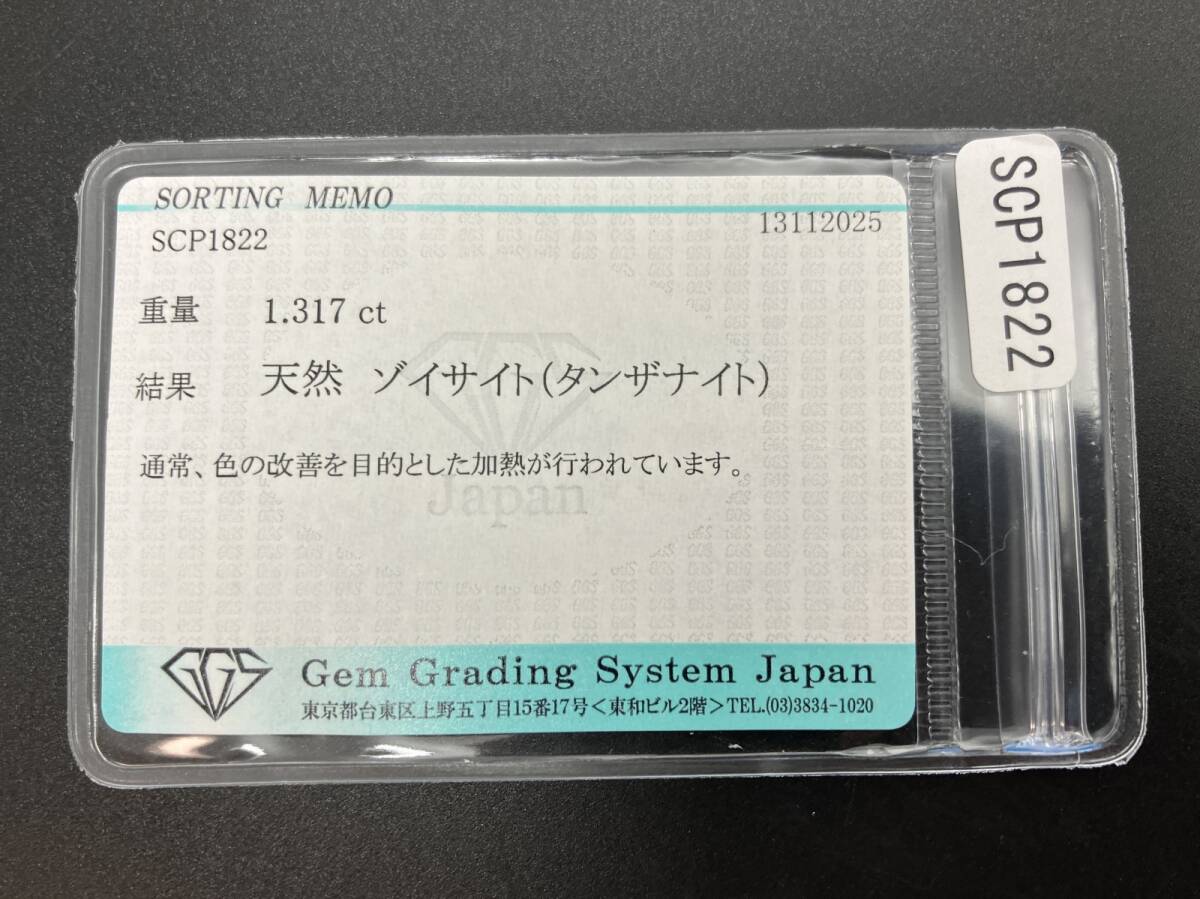 SORTING MEMO
SCP1822
13112025
重量 1.317 ct
結果 天然 ゾイサイト(タンザナイト)
通常、色の改善を目的とした加熱が行われています。
Japan
GGS
Gem Grading System Japan
東京都台東区上野五丁目15番17号<東和ビル2階>TEL.(03)3834-1020
SCP1822